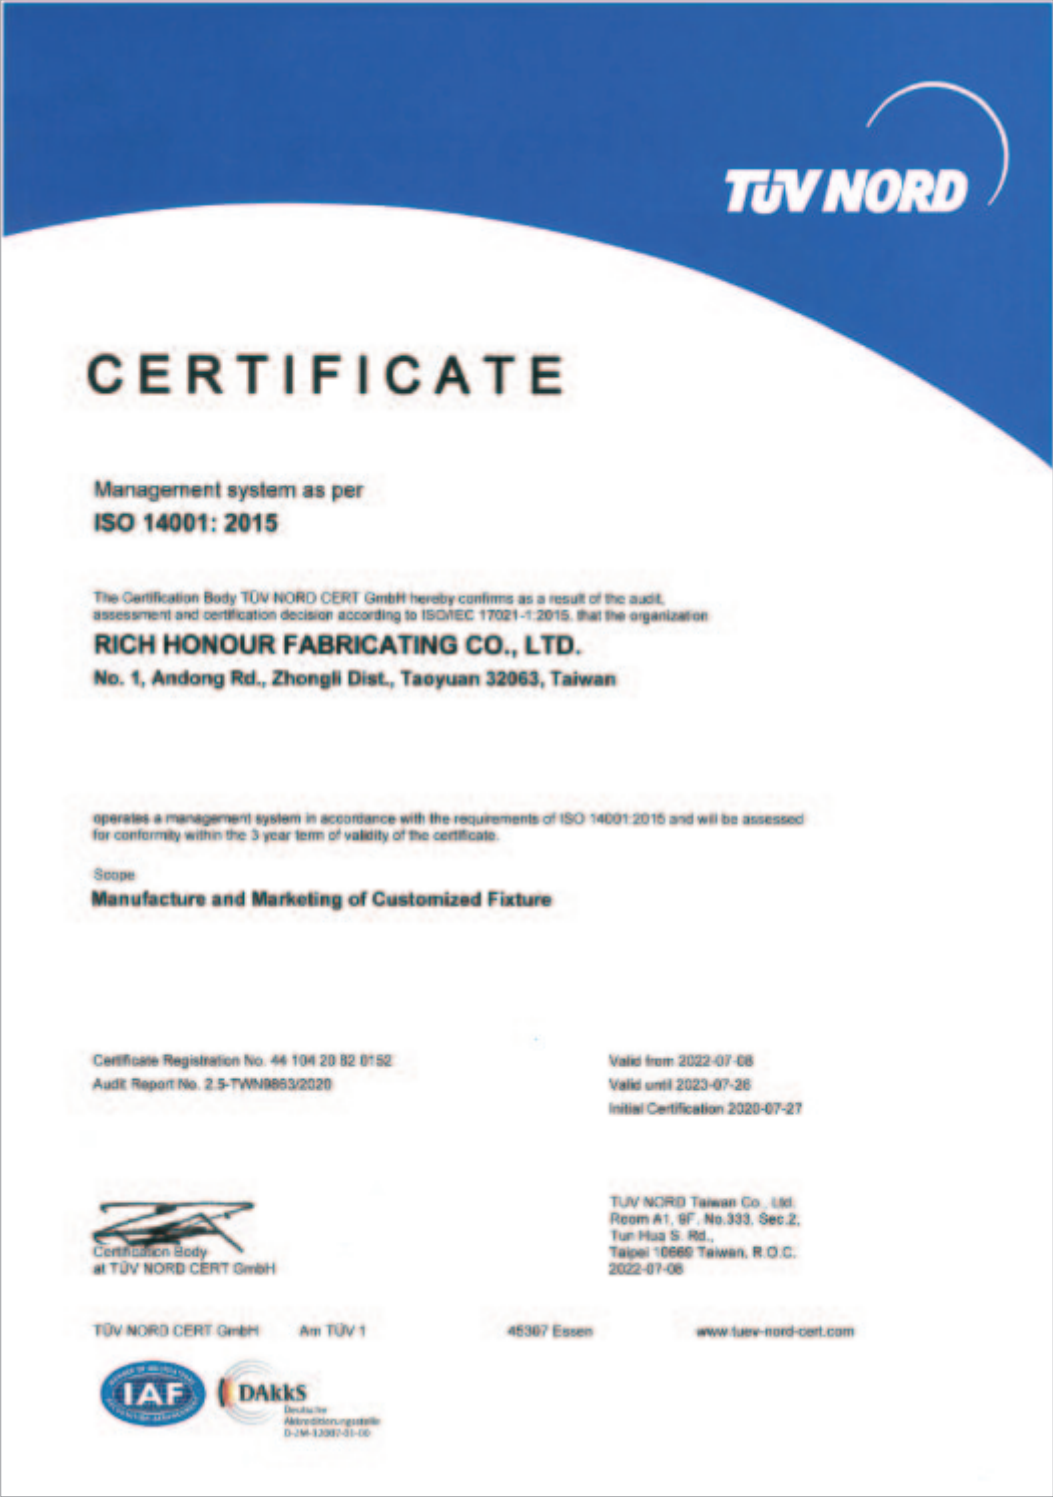 TÜV NORD
CERTIFICATE
Management system as per
ISO 14001: 2015
The Certification Body TÜV NORD CERT GmbH hereby confirms as a result of the audit,
assessment and certification decision according to ISO/IEC 17021-1:2015, that the organization
RICH HONOUR FABRICATING CO., LTD.
No. 1, Andong Rd., Zhongli Dist., Taoyuan 32063, Taiwan
operates a management system in accordance with the requirements of ISO 14001:2015 and will be assessed
for conformity within the 3 year term of validity of the certificate.
Scope
Manufacture and Marketing of Customized Fixture
Certificate Registration No. 44 104 20 82 0152
Valid from 2022-07-08
Audit Report No. 2.5-TWN9863/2020
Valid until 2023-07-26
Initial Certification 2020-07-27
Certification Body
at TÜV NORD CERT GmbH
TUV NORD Taiwan Co., Ltd.
Room A1, 9F, No.333, Sec.2,
Tun Hua S. Rd.,
Taipei 10669 Taiwan, R.O.C.
2022-07-08
TÜV NORD CERT GmbH Am TÜV 1 45307 Essen www.tuev-nord-cert.com
IAF
DAkkS
Deutsche
Akkreditierungsstelle
D-ZM-12007-01-00